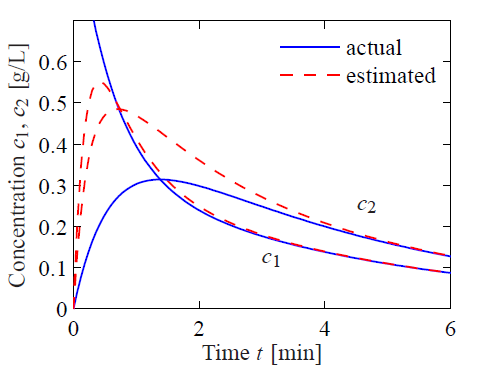 Concentration c1, c2 [g/L]
0.6
0.5
0.4
0.3
0.2
0.1
0
actual
estimated
c2
c1
0 2 4 6
Time t [min]